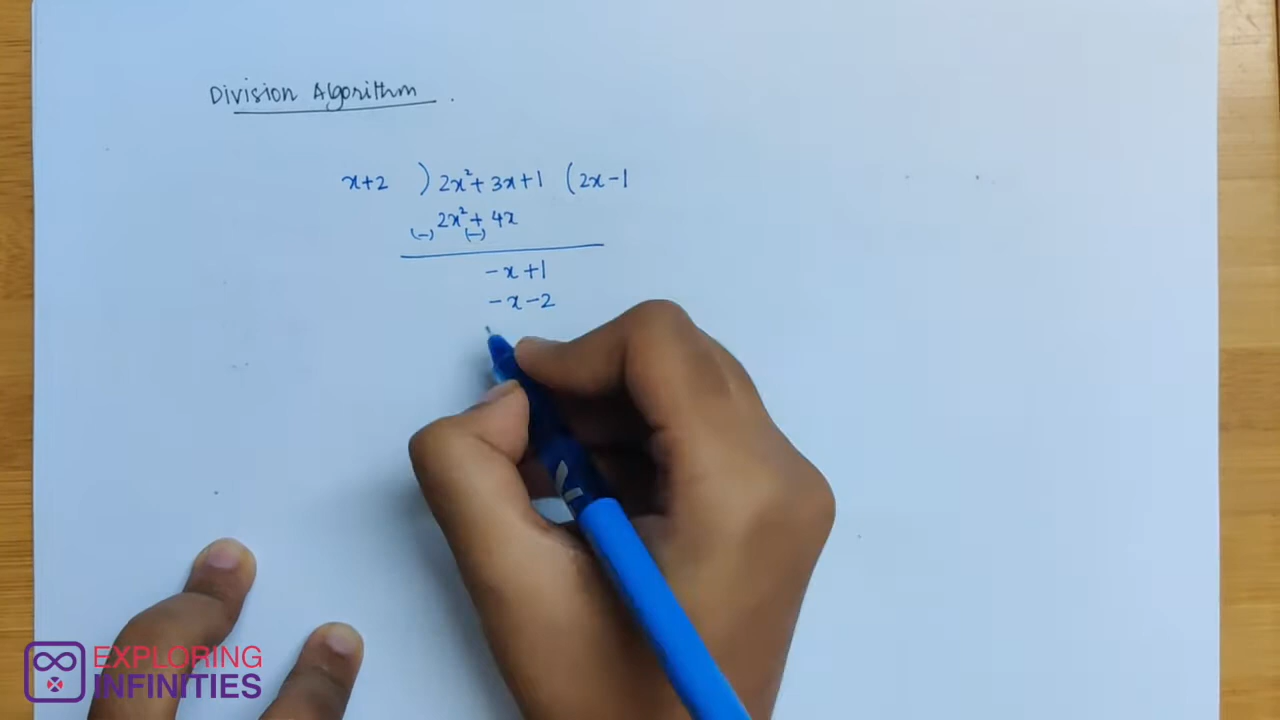 Division Algorithm .
x+2 ) 2x²+ 3x+1 (2x-1
2x²+ 4x
(-) (-)
-x+1
-x-2
EXPLORING
INFINITIES